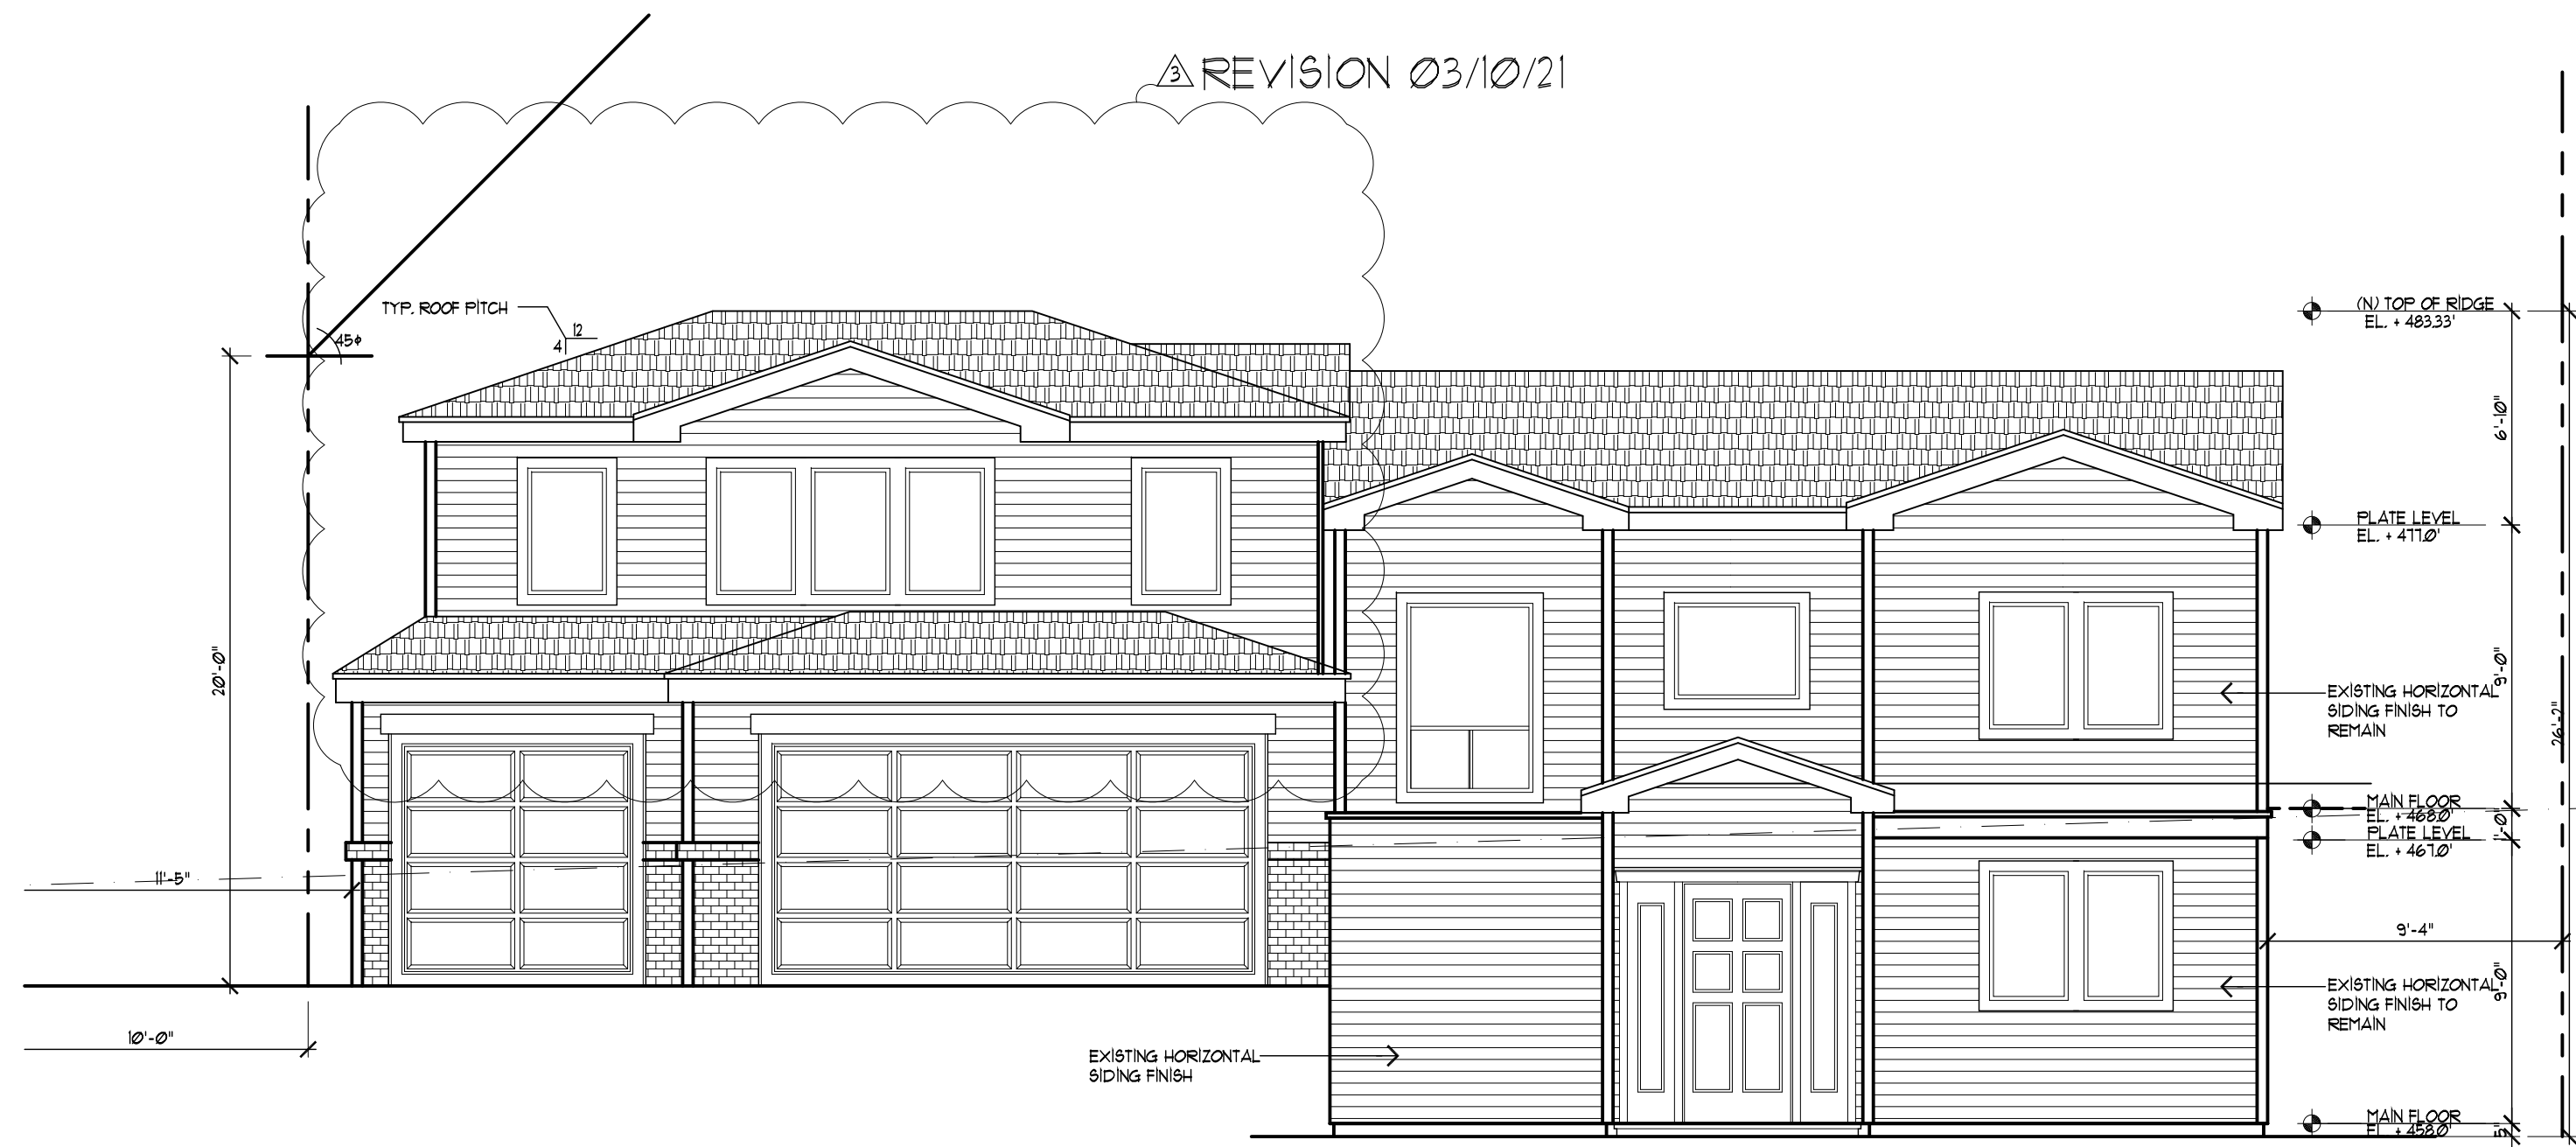 3 REVISION 03/10/21
TYP. ROOF PITCH
12
4
45°
20'-0"
11'-5"
10'-0"
(N) TOP OF RIDGE
EL. + 483.33'
6'-10"
PLATE LEVEL
EL. + 477.0'
9'-0"
EXISTING HORIZONTAL
SIDING FINISH TO
REMAIN
26'-2"
MAIN FLOOR
EL. + 468.0'
1'-0"
PLATE LEVEL
EL. + 467.0'
9'-4"
9'-0"
EXISTING HORIZONTAL
SIDING FINISH TO
REMAIN
EXISTING HORIZONTAL
SIDING FINISH
MAIN FLOOR
EL. + 458.0'